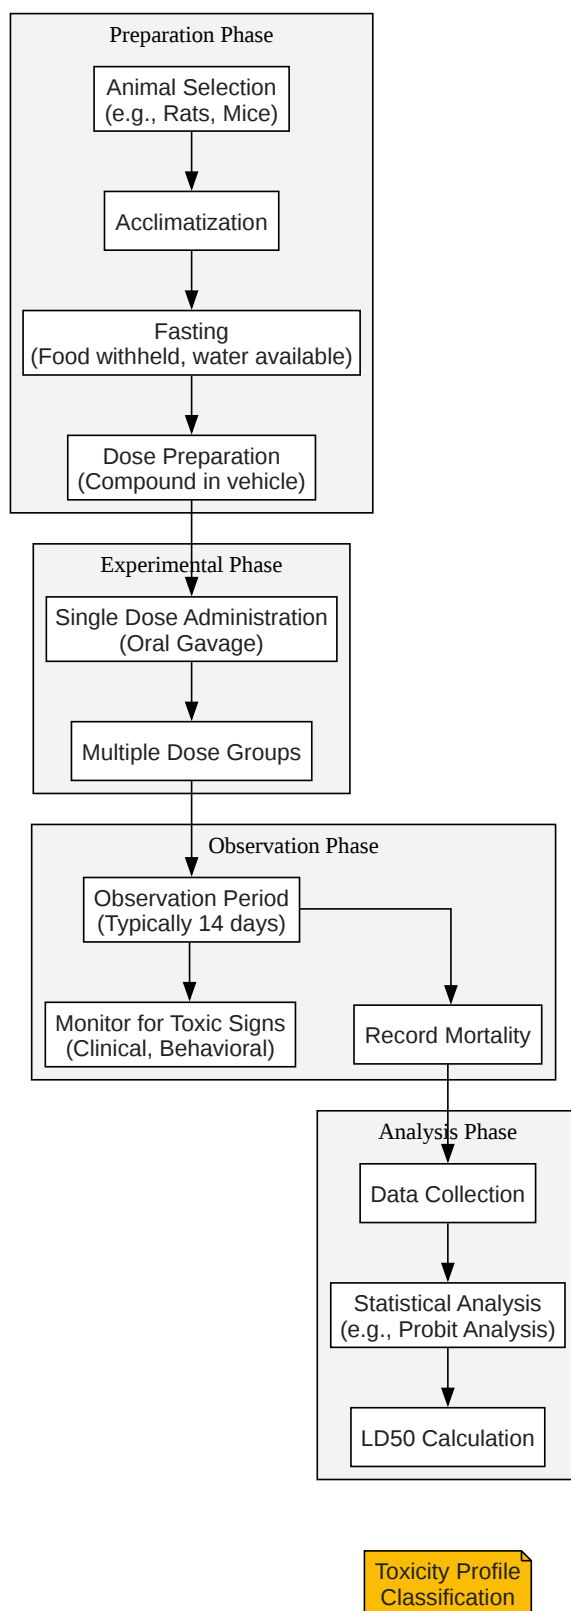 Preparation Phase
Animal Selection
(e.g., Rats, Mice)
Acclimatization
Fasting
(Food withheld, water available)
Dose Preparation
(Compound in vehicle)
Experimental Phase
Single Dose Administration
(Oral Gavage)
Multiple Dose Groups
Observation Phase
Observation Period
(Typically 14 days)
Monitor for Toxic Signs
(Clinical, Behavioral)
Record Mortality
Analysis Phase
Data Collection
Statistical Analysis
(e.g., Probit Analysis)
LD50 Calculation
Toxicity Profile
Classification